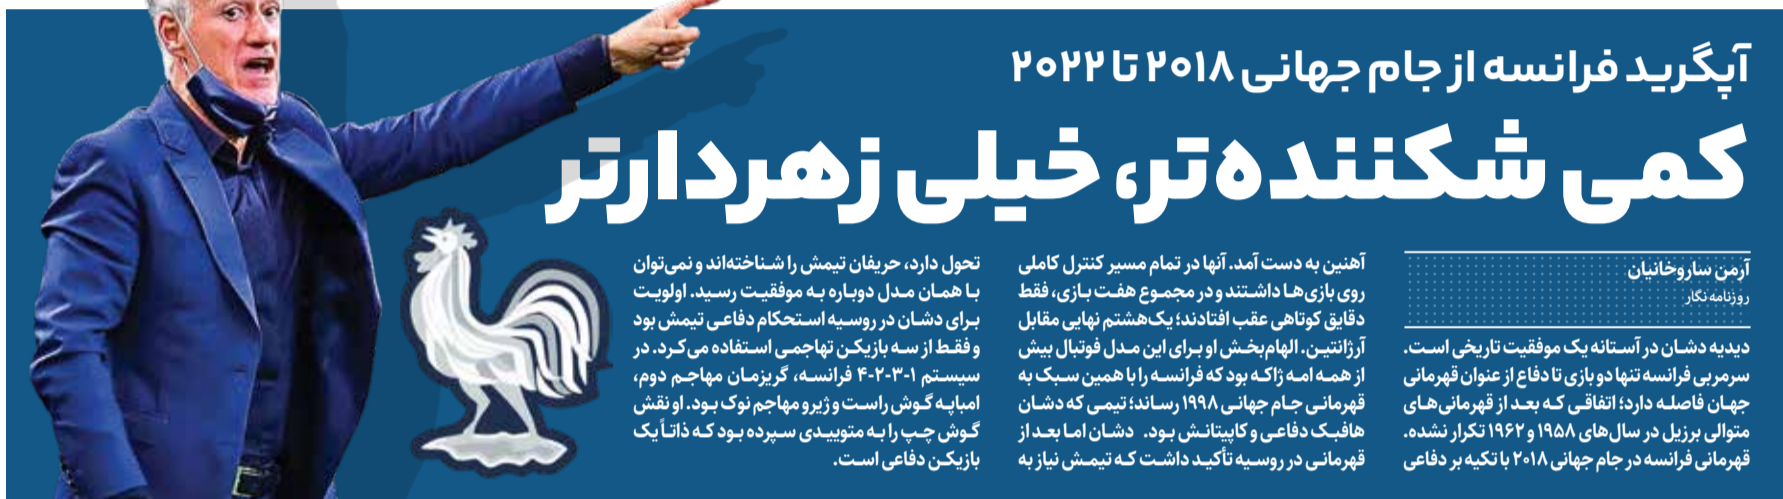 آپگرید فرانسه از جام جهانی ۲۰۱۸ تا ۲۰۲۲
کمی شکننده‌تر، خیلی زهردارتر
آرمن ساروخانیان
روزنامه نگار
دیدیه دشان در آستانه یک موفقیت تاریخی است.
سرمربی فرانسه تنها دو بازی تا دفاع از عنوان قهرمانی
جهان فاصله دارد؛ اتفاقی که بعد از قهرمانی‌های
متوالی برزیل در سال‌های ۱۹۵۸ و ۱۹۶۲ تکرار نشده.
قهرمانی فرانسه در جام جهانی ۲۰۱۸ با تکیه بر دفاعی
آهنین به دست آمد. آنها در تمام مسیر کنترل کاملی
روی بازی‌ها داشتند و در مجموع هفت بازی، فقط
دقایق کوتاهی عقب افتادند؛ یک‌هشتم نهایی مقابل
آرژانتین. الهام‌بخش او برای این مدل فوتبال بیش
از همه امه ژاکه بود که فرانسه را با همین سبک به
قهرمانی جام جهانی ۱۹۹۸ رساند؛ تیمی که دشان
هافبک دفاعی و کاپیتانش بود. دشان اما بعد از
قهرمانی در روسیه تأکید داشت که تیمش نیاز به
تحول دارد، حریفان تیمش را شناخته‌اند و نمی‌توان
با همان مدل دوباره به موفقیت رسید. اولویت
برای دشان در روسیه استحکام دفاعی تیمش بود
و فقط از سه بازیکن تهاجمی استفاده می‌کرد. در
سیستم ۱-۳-۲-۴ فرانسه، گریزمان مهاجم دوم،
امباپه گوش راست و ژیرو مهاجم نوک بود. او نقش
گوش چپ را به متوییدی سپرده بود که ذاتاً یک
بازیکن دفاعی است.